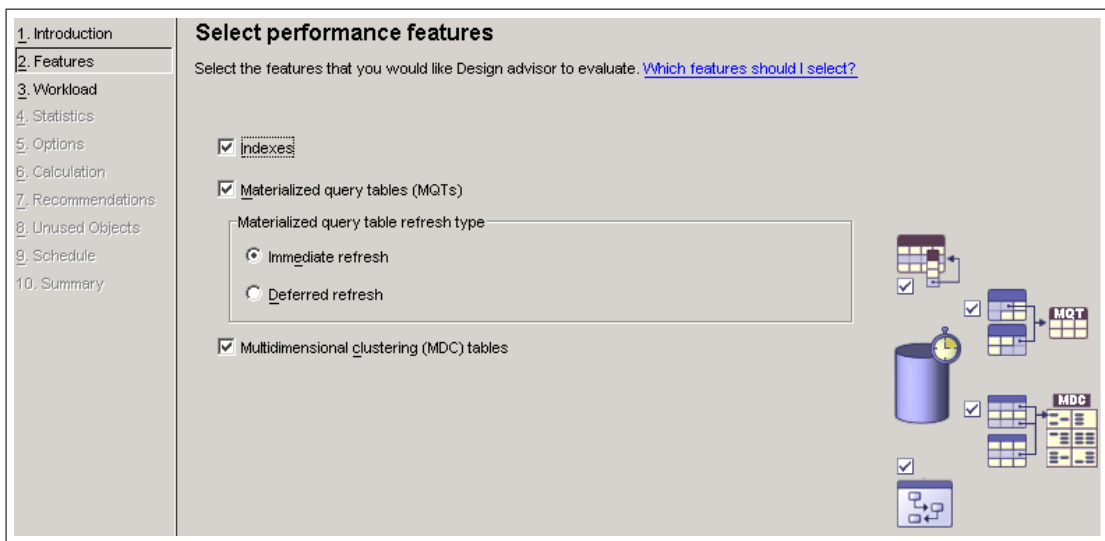 1. Introduction
2. Features
3. Workload
4. Statistics
5. Options
6. Calculation
7. Recommendations
8. Unused Objects
9. Schedule
10. Summary
Select performance features
Select the features that you would like Design advisor to evaluate. Which features should I select?
Indexes
Materialized query tables (MQTs)
Materialized query table refresh type
Immediate refresh
Deferred refresh
Multidimensional clustering (MDC) tables
MQT
MDC